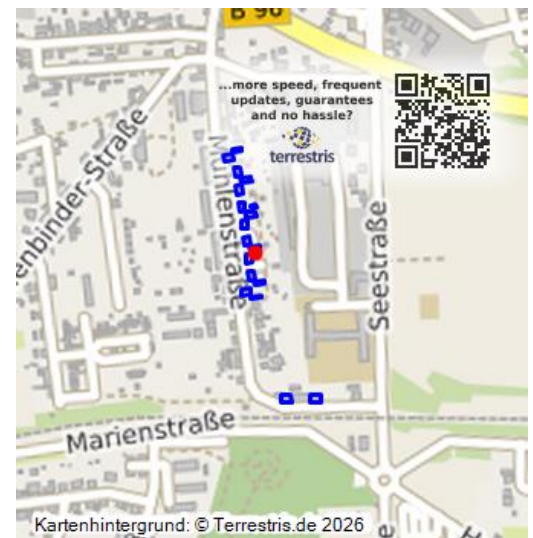 B 96
...more speed, frequent
updates, guarantees
and no hassle?
terrestris
enbinder-Straße
Mühlenstraße
Seestraße
Marienstraße
Kartenhintergrund: © Terrestris.de 2026